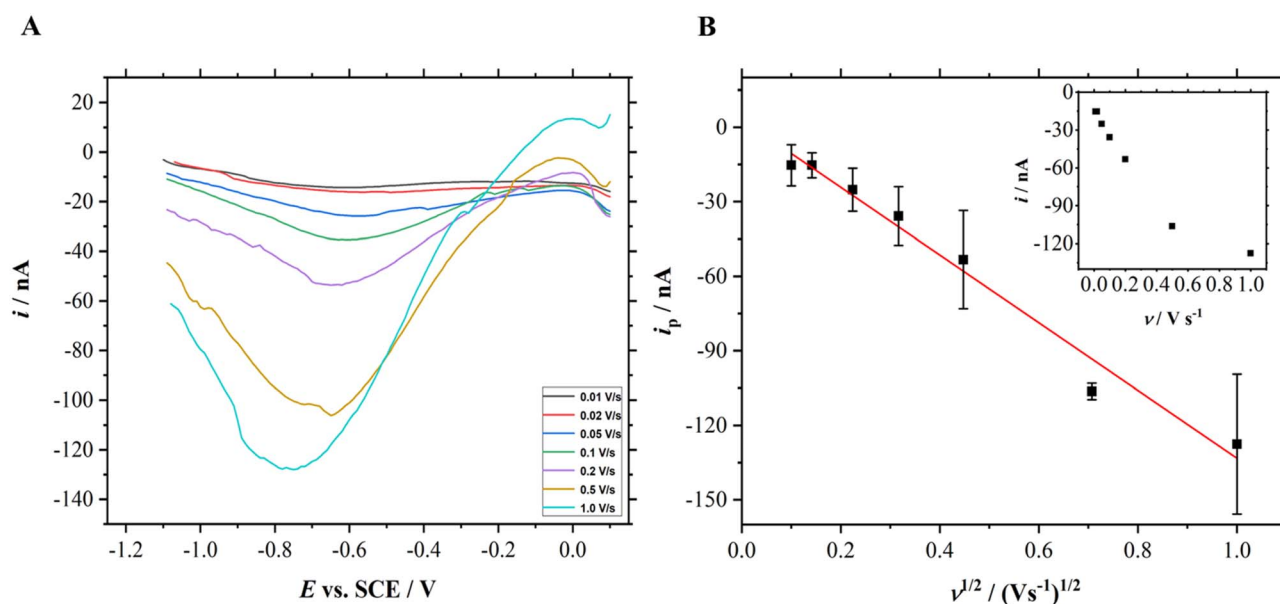 A
20
0
-20
-40
-60
-80
-100
-120
-140
i / nA
-1.2 -1.0 -0.8 -0.6 -0.4 -0.2 0.0
E vs. SCE / V
0.01 V/s
0.02 V/s
0.05 V/s
0.1 V/s
0.2 V/s
0.5 V/s
1.0 V/s
B
0
-30
-60
-90
-120
-150
iₚ / nA
0.0 0.2 0.4 0.6 0.8 1.0
ν¹ᐟ² / (Vs⁻¹)¹ᐟ²
0
-30
-60
-90
-120
i / nA
0.0 0.2 0.4 0.6 0.8 1.0
ν / V s⁻¹